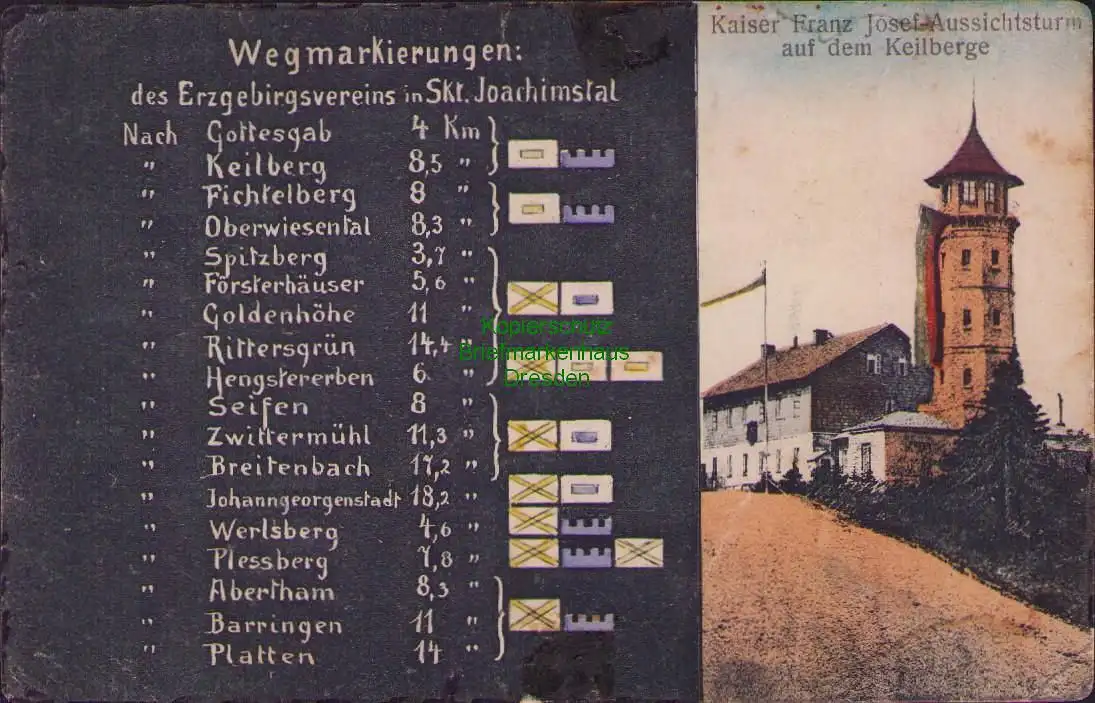 Wegmarkierungen:
des Erzgebirgsvereins in Skt. Joachimstal
Nach Gottesgab 4 Km
" Keilberg 8,5 "
" Fichtelberg 8 "
" Oberwiesental 8,3 "
" Spitzberg 3,7 "
" Försterhäuser 5,6 "
" Goldenhöhe 11 "
" Rittersgrün 14,4 "
" Hengstererben 6 "
" Seifen 8 "
" Zwittermühl 11,3 "
" Breitenbach 17,2 "
" Johanngeorgenstadt 18,2 "
" Werlsberg 4,6 "
" Plessberg 7,8 "
" Abertham 8,3 "
" Barringen 11 "
" Platten 14 "
Kaiser Franz Josef-Aussichtsturm
auf dem Keilberge
Kopierschutz
Briefmarkenhaus
Dresden